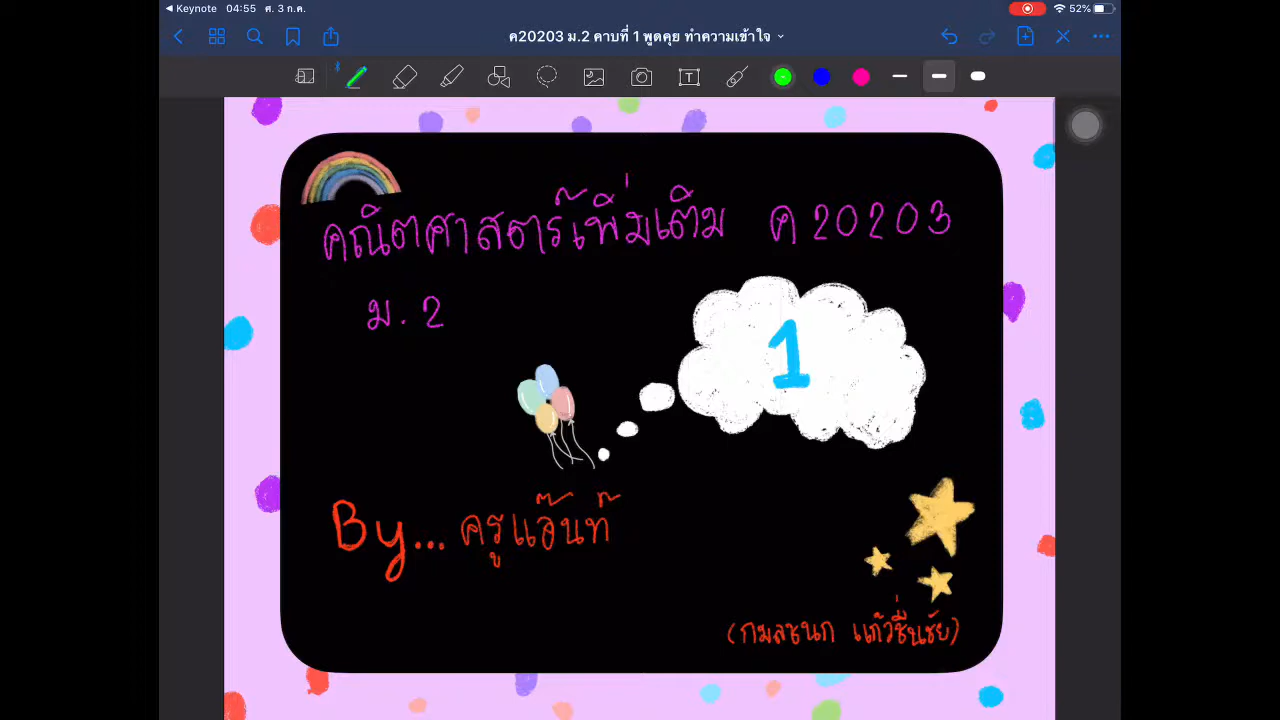 Keynote 04:55 ศ. 3 ก.ค. 52%
ค20203 ม.2 คาบที่ 1 พูดคุย ทำความเข้าใจ
T
คณิตศาสตร์เพิ่มเติม ค 20203
ม. 2
1
By... ครูแอ๊นท์
(กมลชนก แก้วชื่นชัย)